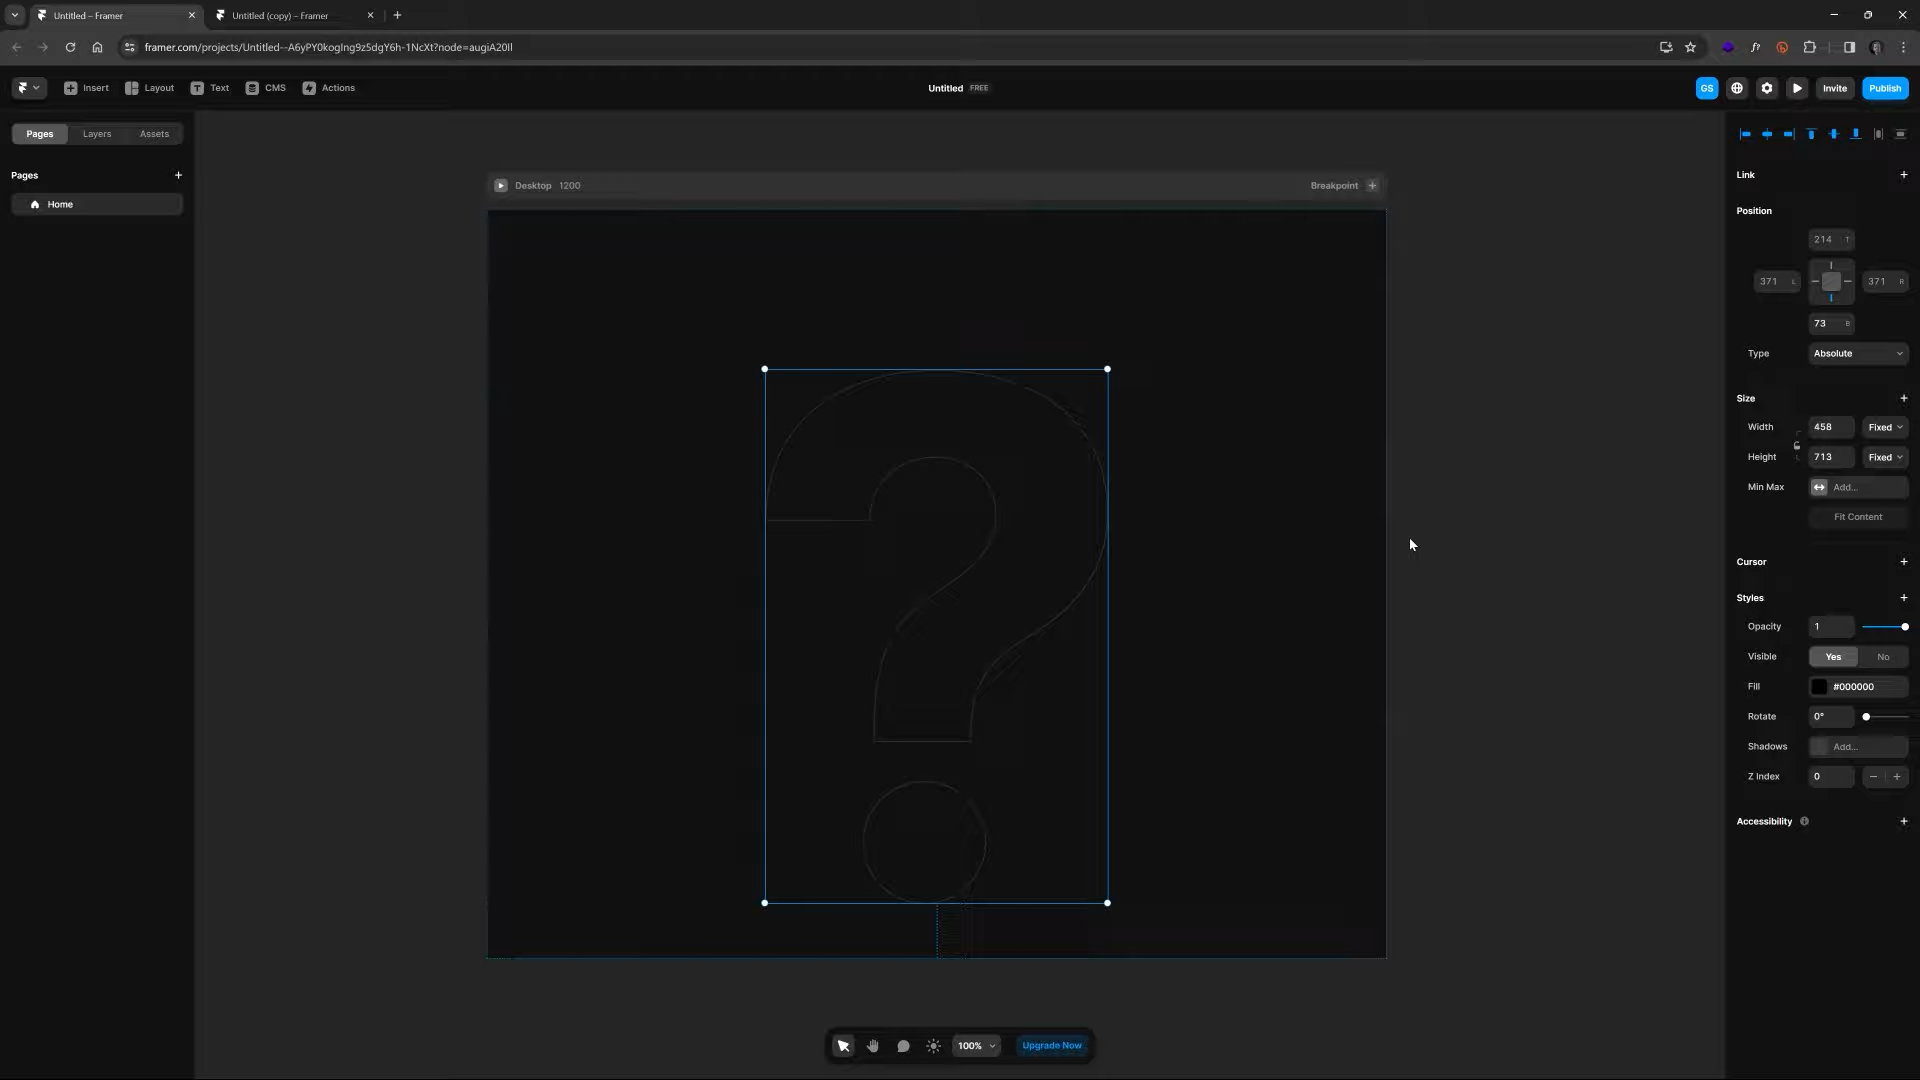 Untitled – Framer
Untitled (copy) – Framer
framer.com/projects/Untitled--A6yPY0kogIng9z5dgY6h-1NcXt?node=augiA20Il
f?
Insert
Layout
Text
CMS
Actions
Untitled FREE
GS
Invite
Publish
Pages
Layers
Assets
Pages
Home
Desktop 1200
Breakpoint
?
100%
Upgrade Now
Link
Position
214 T
371 L
371 R
73 B
Type Absolute
Size
Width 458 Fixed
Height 713 Fixed
Min Max Add...
Fit Content
Cursor
Styles
Opacity 1
Visible Yes No
Fill #000000
Rotate 0°
Shadows Add...
Z Index 0
Accessibility